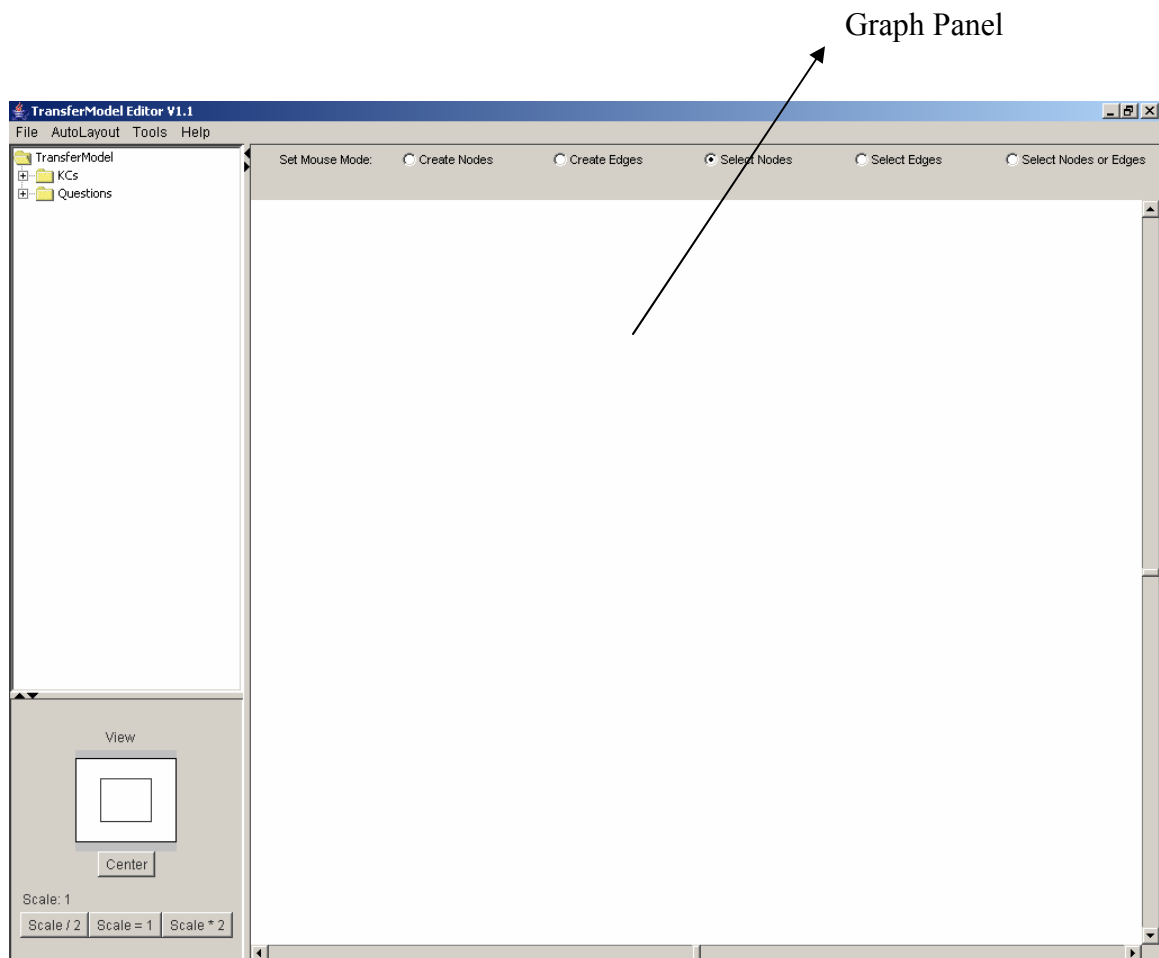 Graph Panel
TransferModel Editor V1.1
File AutoLayout Tools Help
TransferModel
KCs
Questions
Set Mouse Mode: Create Nodes Create Edges Select Nodes Select Edges Select Nodes or Edges
View
Center
Scale: 1
Scale / 2 Scale = 1 Scale * 2